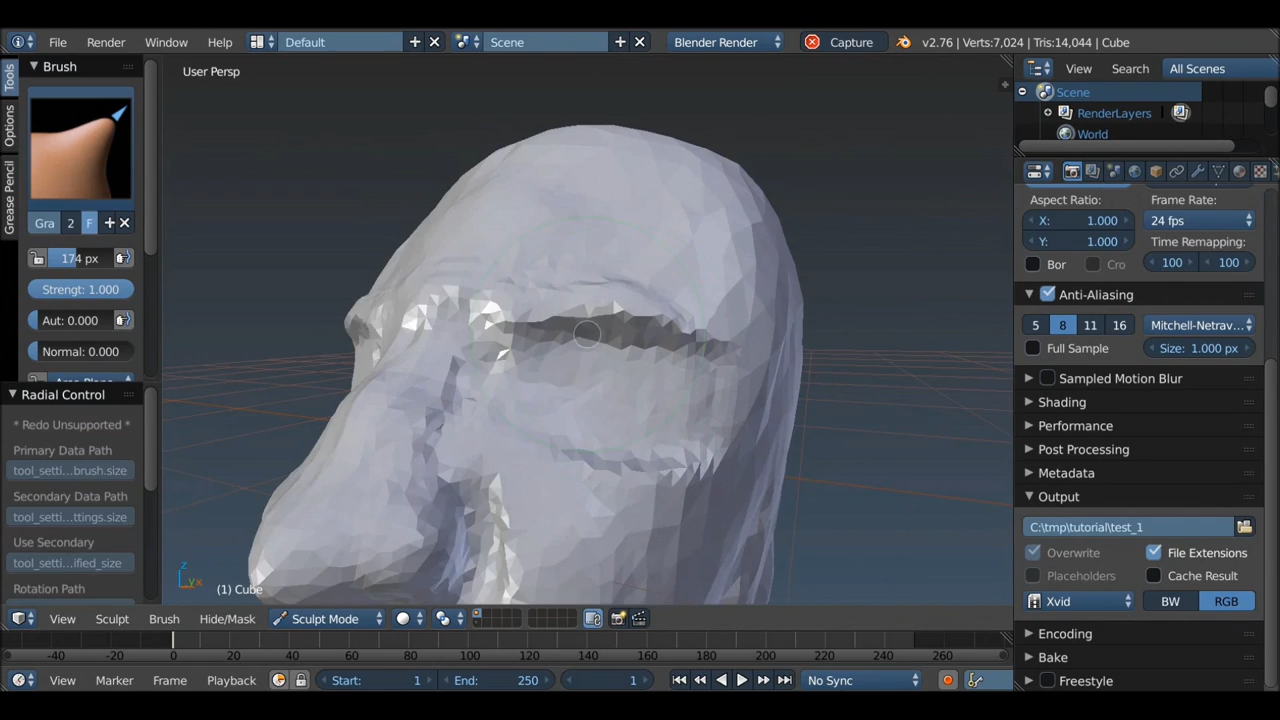 File Render Window Help Default Scene Blender Render Capture v2.76 | Verts:7,024 | Tris:14,044 | Cube
Tools
Options
Grease Pencil
Brush
Gra 2 F
174 px
Strengt: 1.000
Aut: 0.000
Normal: 0.000
Radial Control
* Redo Unsupported *
Primary Data Path
tool_setti...brush.size
Secondary Data Path
tool_setti...ttings.size
Use Secondary
tool_setti...ified_size
Rotation Path
User Persp
z
y x
(1) Cube
View Sculpt Brush Hide/Mask Sculpt Mode
-40 -20 0 20 40 60 80 100 120 140 160 180 200 220 240 260
View Marker Frame Playback Start: 1 End: 250 1 No Sync
View Search All Scenes
Scene
RenderLayers
World
Aspect Ratio: Frame Rate:
X: 1.000 24 fps
Y: 1.000 Time Remapping:
Bor Cro 100 100
Anti-Aliasing
5 8 11 16 Mitchell-Netrav...
Full Sample Size: 1.000 px
Sampled Motion Blur
Shading
Performance
Post Processing
Metadata
Output
C:\tmp\tutorial\test_1
Overwrite File Extensions
Placeholders Cache Result
Xvid BW RGB
Encoding
Bake
Freestyle